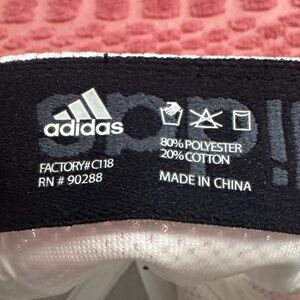 adidas
FACTORY#C118
RN # 90288
80% POLYESTER
20% COTTON
MADE IN CHINA